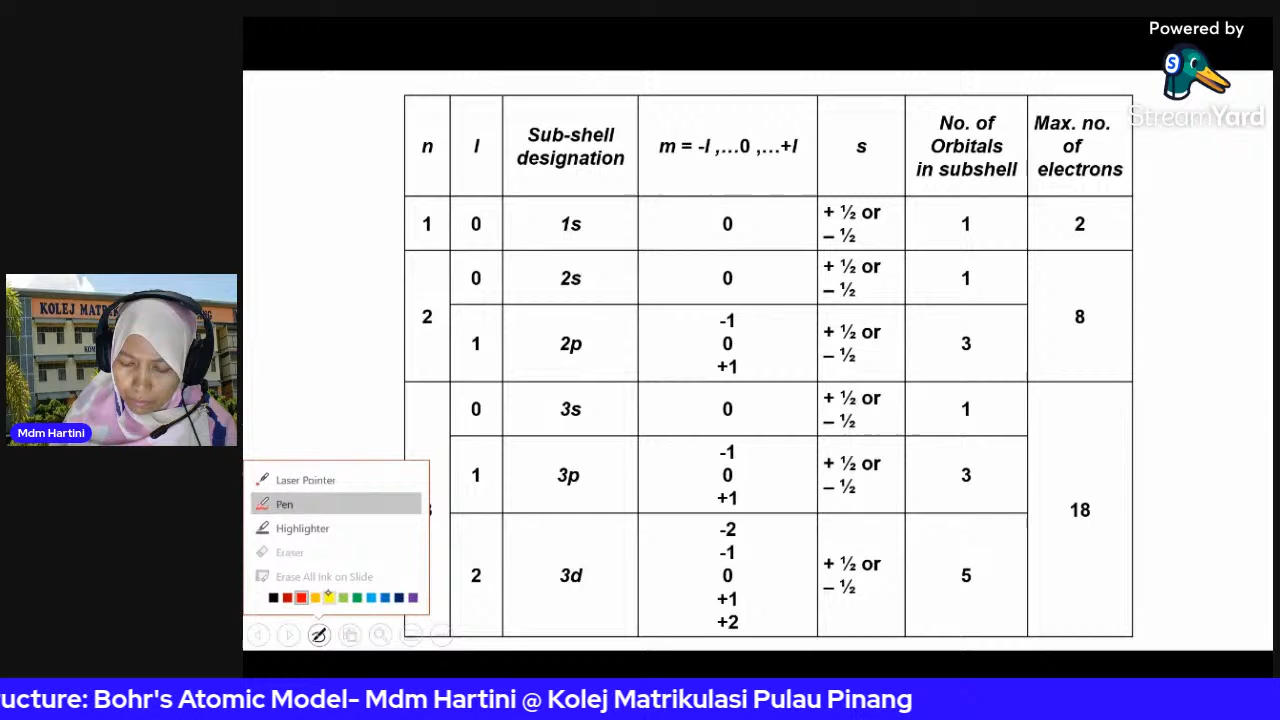 Powered by
S
StreamYard
n
l
Sub-shell
designation
m = -l ,…0 ,…+l
s
No. of
Orbitals
in subshell
Max. no.
of
electrons
1
0
1s
0
+ ½ or
– ½
1
2
2
0
2s
0
+ ½ or
– ½
1
8
1
2p
-1
0
+1
+ ½ or
– ½
3
0
3s
0
+ ½ or
– ½
1
18
1
3p
-1
0
+1
+ ½ or
– ½
3
2
3d
-2
-1
0
+1
+2
+ ½ or
– ½
5
KOLEJ MATRI
Mdm Hartini
Laser Pointer
Pen
Highlighter
Eraser
Erase All Ink on Slide
ucture: Bohr's Atomic Model- Mdm Hartini @ Kolej Matrikulasi Pulau Pinang